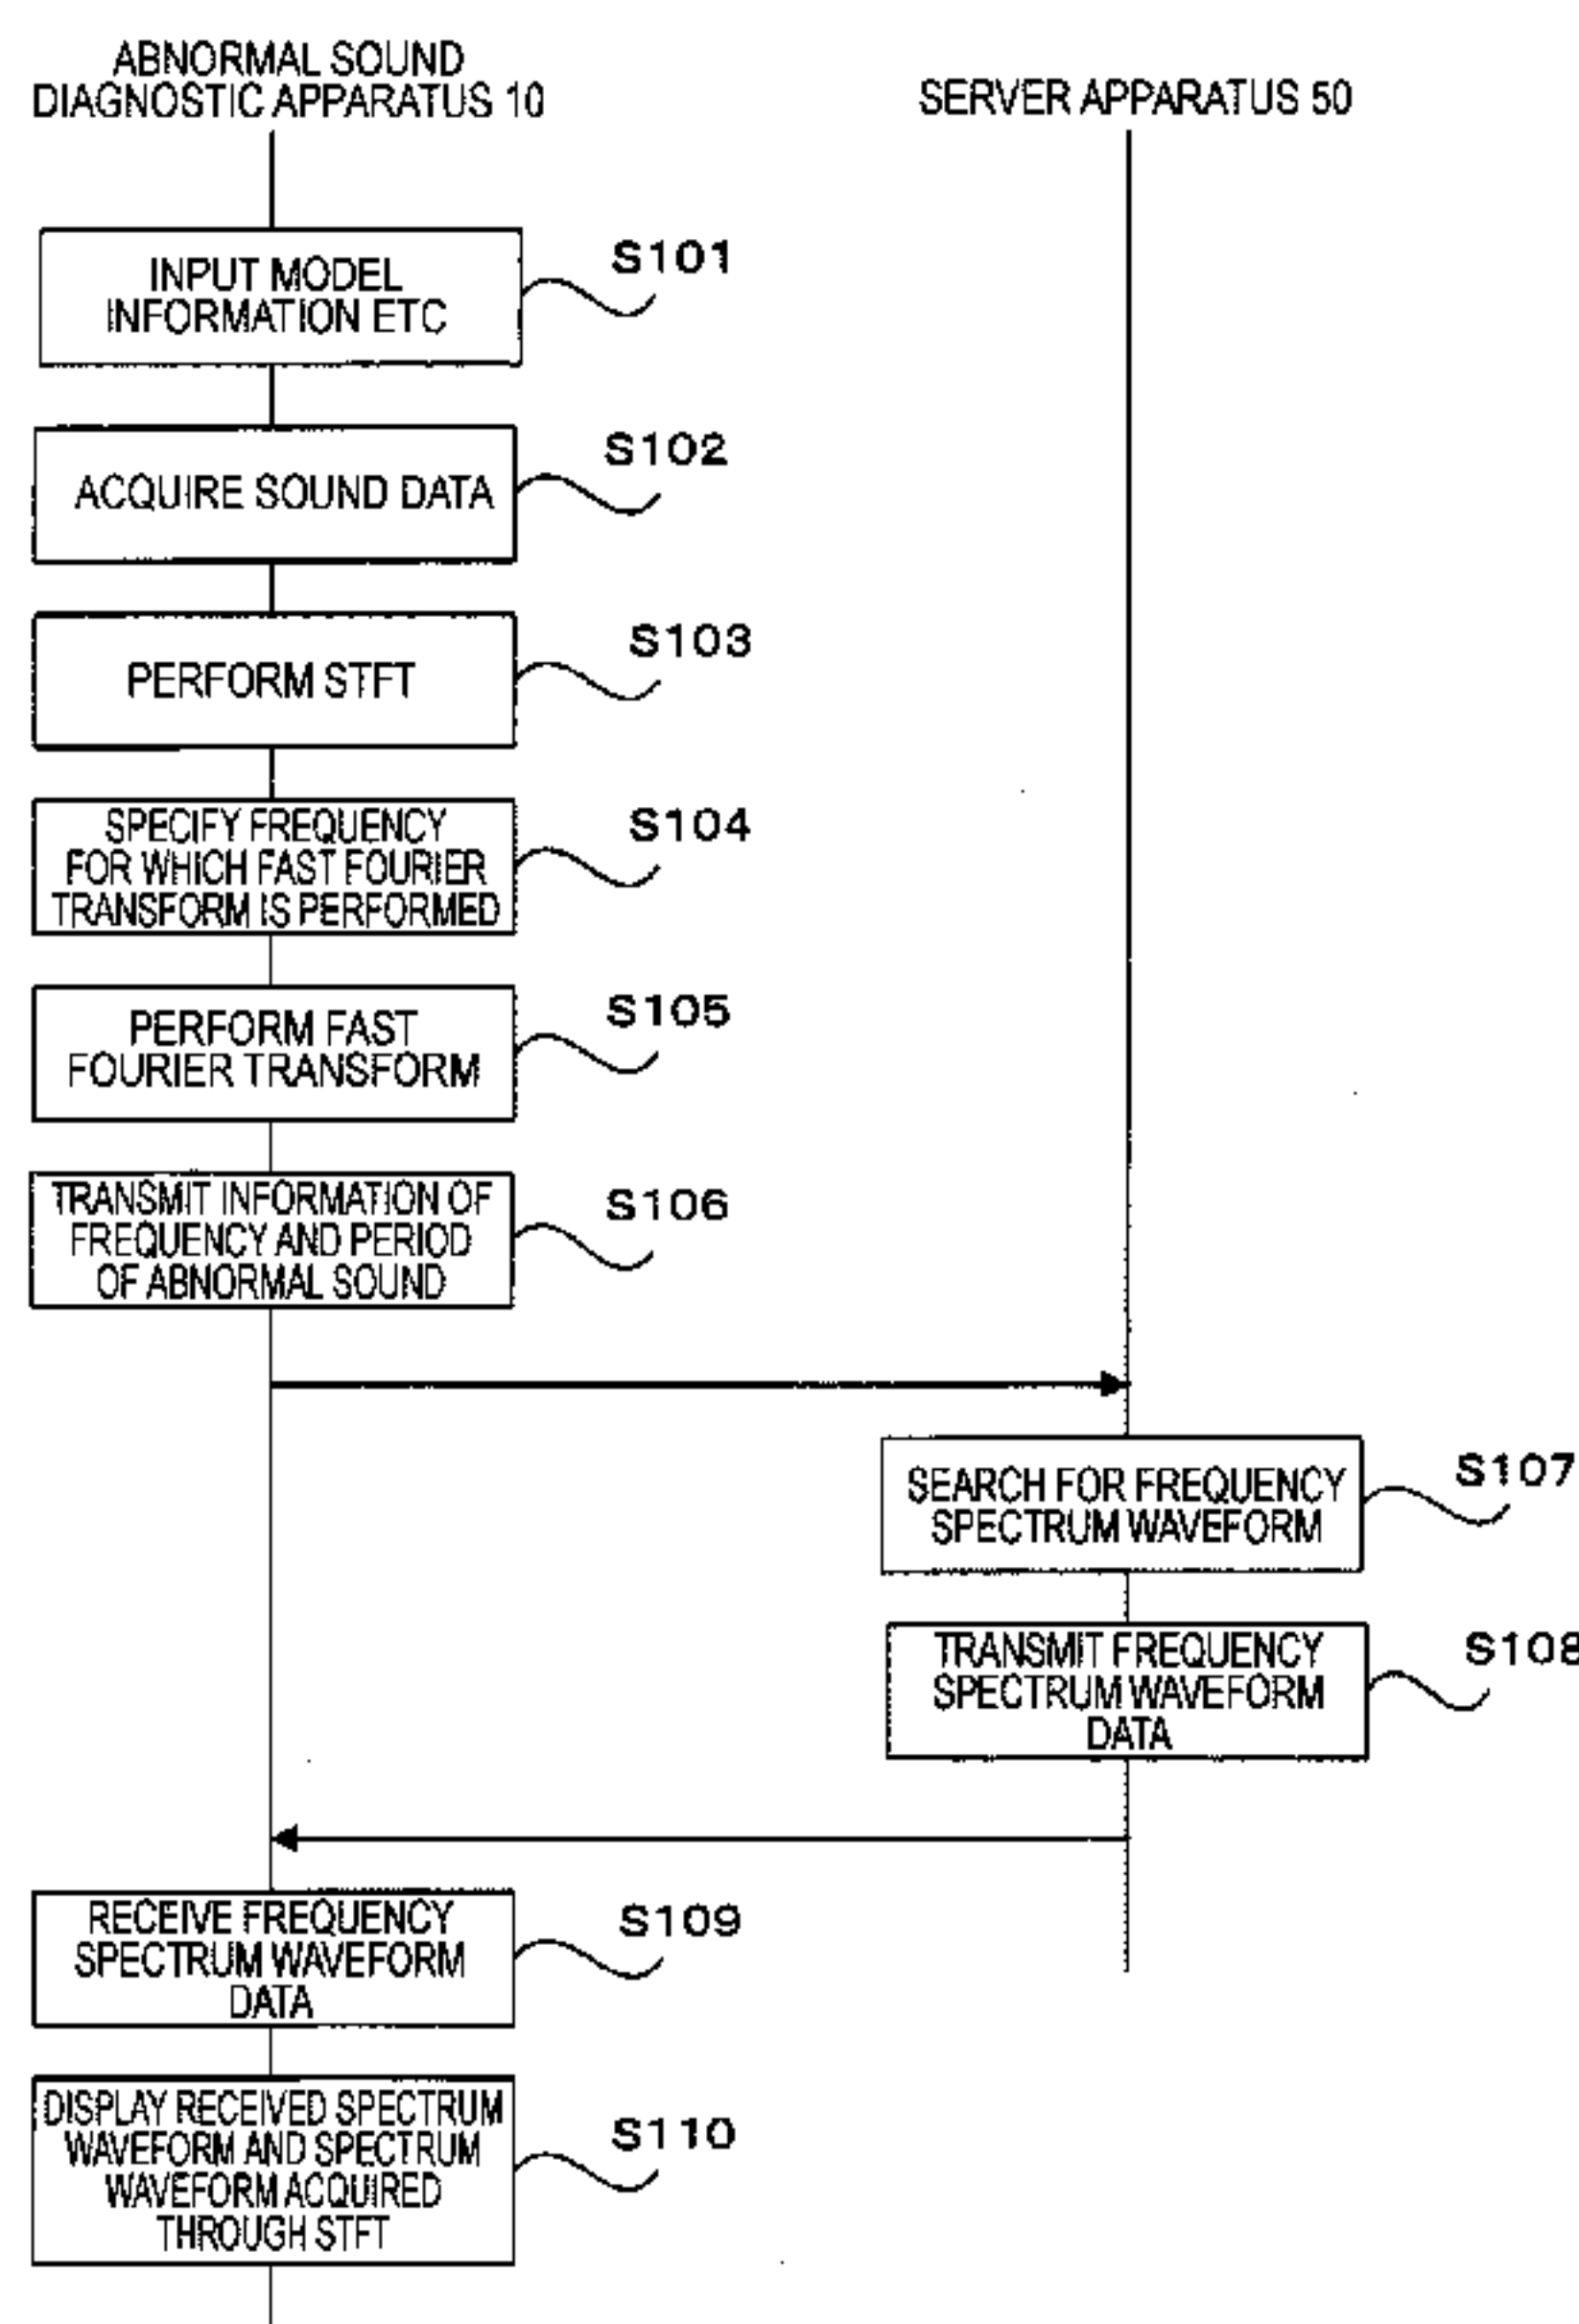 ABNORMAL SOUND
DIAGNOSTIC APPARATUS 10
SERVER APPARATUS 50
INPUT MODEL
INFORMATION ETC
S101
ACQUIRE SOUND DATA
S102
PERFORM STFT
S103
SPECIFY FREQUENCY
FOR WHICH FAST FOURIER
TRANSFORM IS PERFORMED
S104
PERFORM FAST
FOURIER TRANSFORM
S105
TRANSMIT INFORMATION OF
FREQUENCY AND PERIOD
OF ABNORMAL SOUND
S106
SEARCH FOR FREQUENCY
SPECTRUM WAVEFORM
S107
TRANSMIT FREQUENCY
SPECTRUM WAVEFORM
DATA
S108
RECEIVE FREQUENCY
SPECTRUM WAVEFORM
DATA
S109
DISPLAY RECEIVED SPECTRUM
WAVEFORM AND SPECTRUM
WAVEFORM ACQUIRED
THROUGH STFT
S110